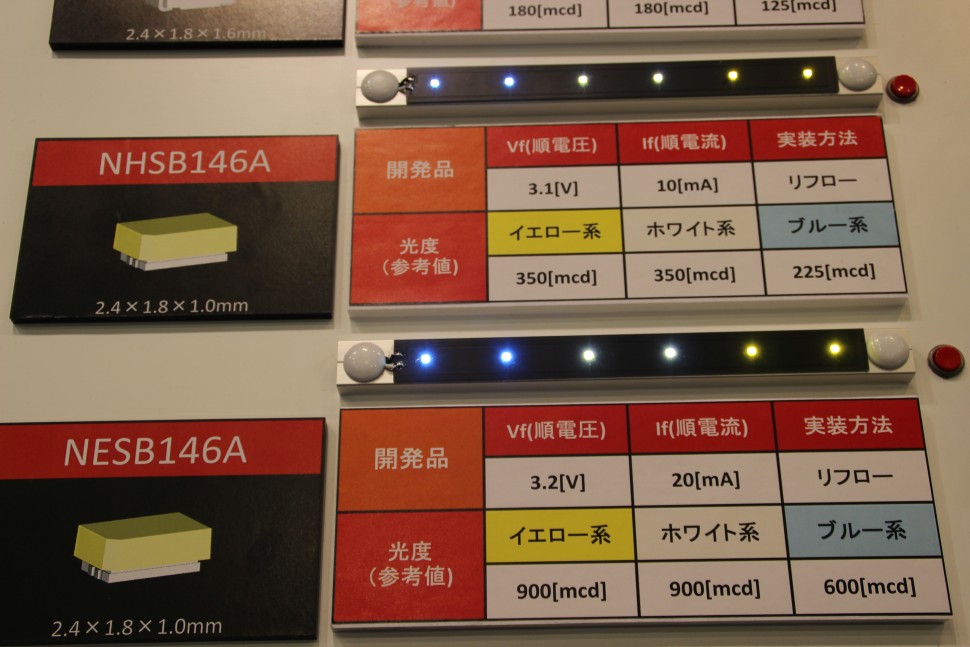 (参考値)
180[mcd] 180[mcd] 125[mcd]
2.4×1.8×1.6mm
NHSB146A
2.4×1.8×1.0mm
開発品 Vf(順電圧) If(順電流) 実装方法
3.1[V] 10[mA] リフロー
光度
(参考値)
イエロー系 ホワイト系 ブルー系
350[mcd] 350[mcd] 225[mcd]
NESB146A
2.4×1.8×1.0mm
開発品 Vf(順電圧) If(順電流) 実装方法
3.2[V] 20[mA] リフロー
光度
(参考値)
イエロー系 ホワイト系 ブルー系
900[mcd] 900[mcd] 600[mcd]